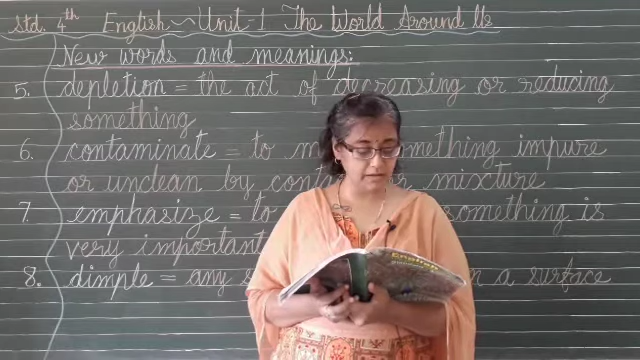 Std. 4th English ~ Unit-1 The World Around Us
New words and meanings:
5. depletion = the act of decreasing or reducing
something
6. contaminate = to m something impure
or unclean by con mixture
7. emphasize = to something is
very important
8. dimple = any s n a surface
English